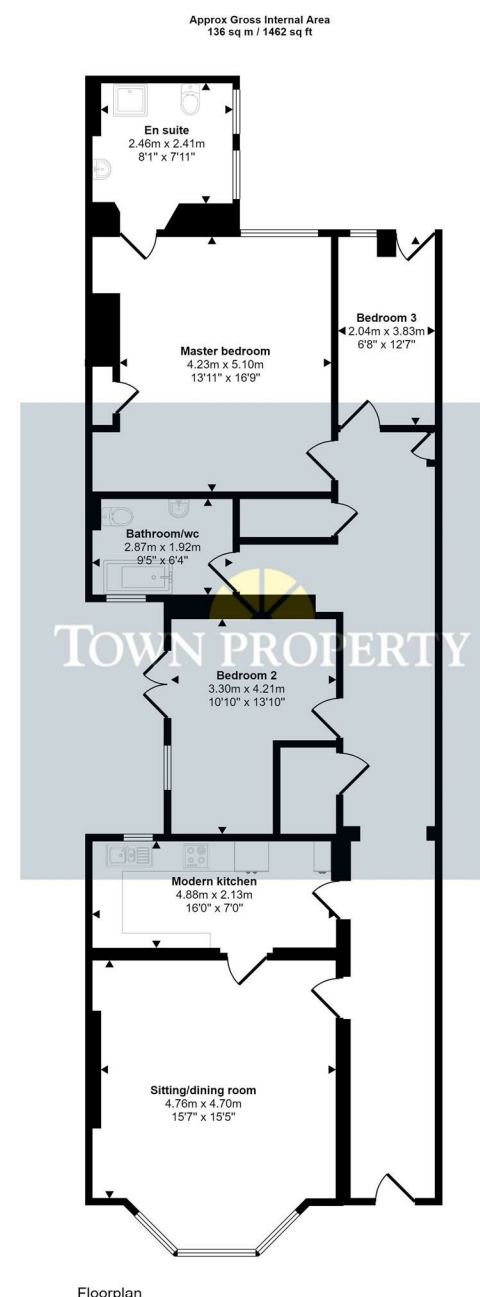 Approx Gross Internal Area
136 sq m / 1462 sq ft
En suite
2.46m x 2.41m
8'1" x 7'11"
Bedroom 3
2.04m x 3.83m
6'8" x 12'7"
Master bedroom
4.23m x 5.10m
13'11" x 16'9"
Bathroom/wc
2.87m x 1.92m
9'5" x 6'4"
TOWN PROPERTY
Bedroom 2
3.30m x 4.21m
10'10" x 13'10"
Modern kitchen
4.88m x 2.13m
16'0" x 7'0"
Sitting/dining room
4.76m x 4.70m
15'7" x 15'5"
Floorplan